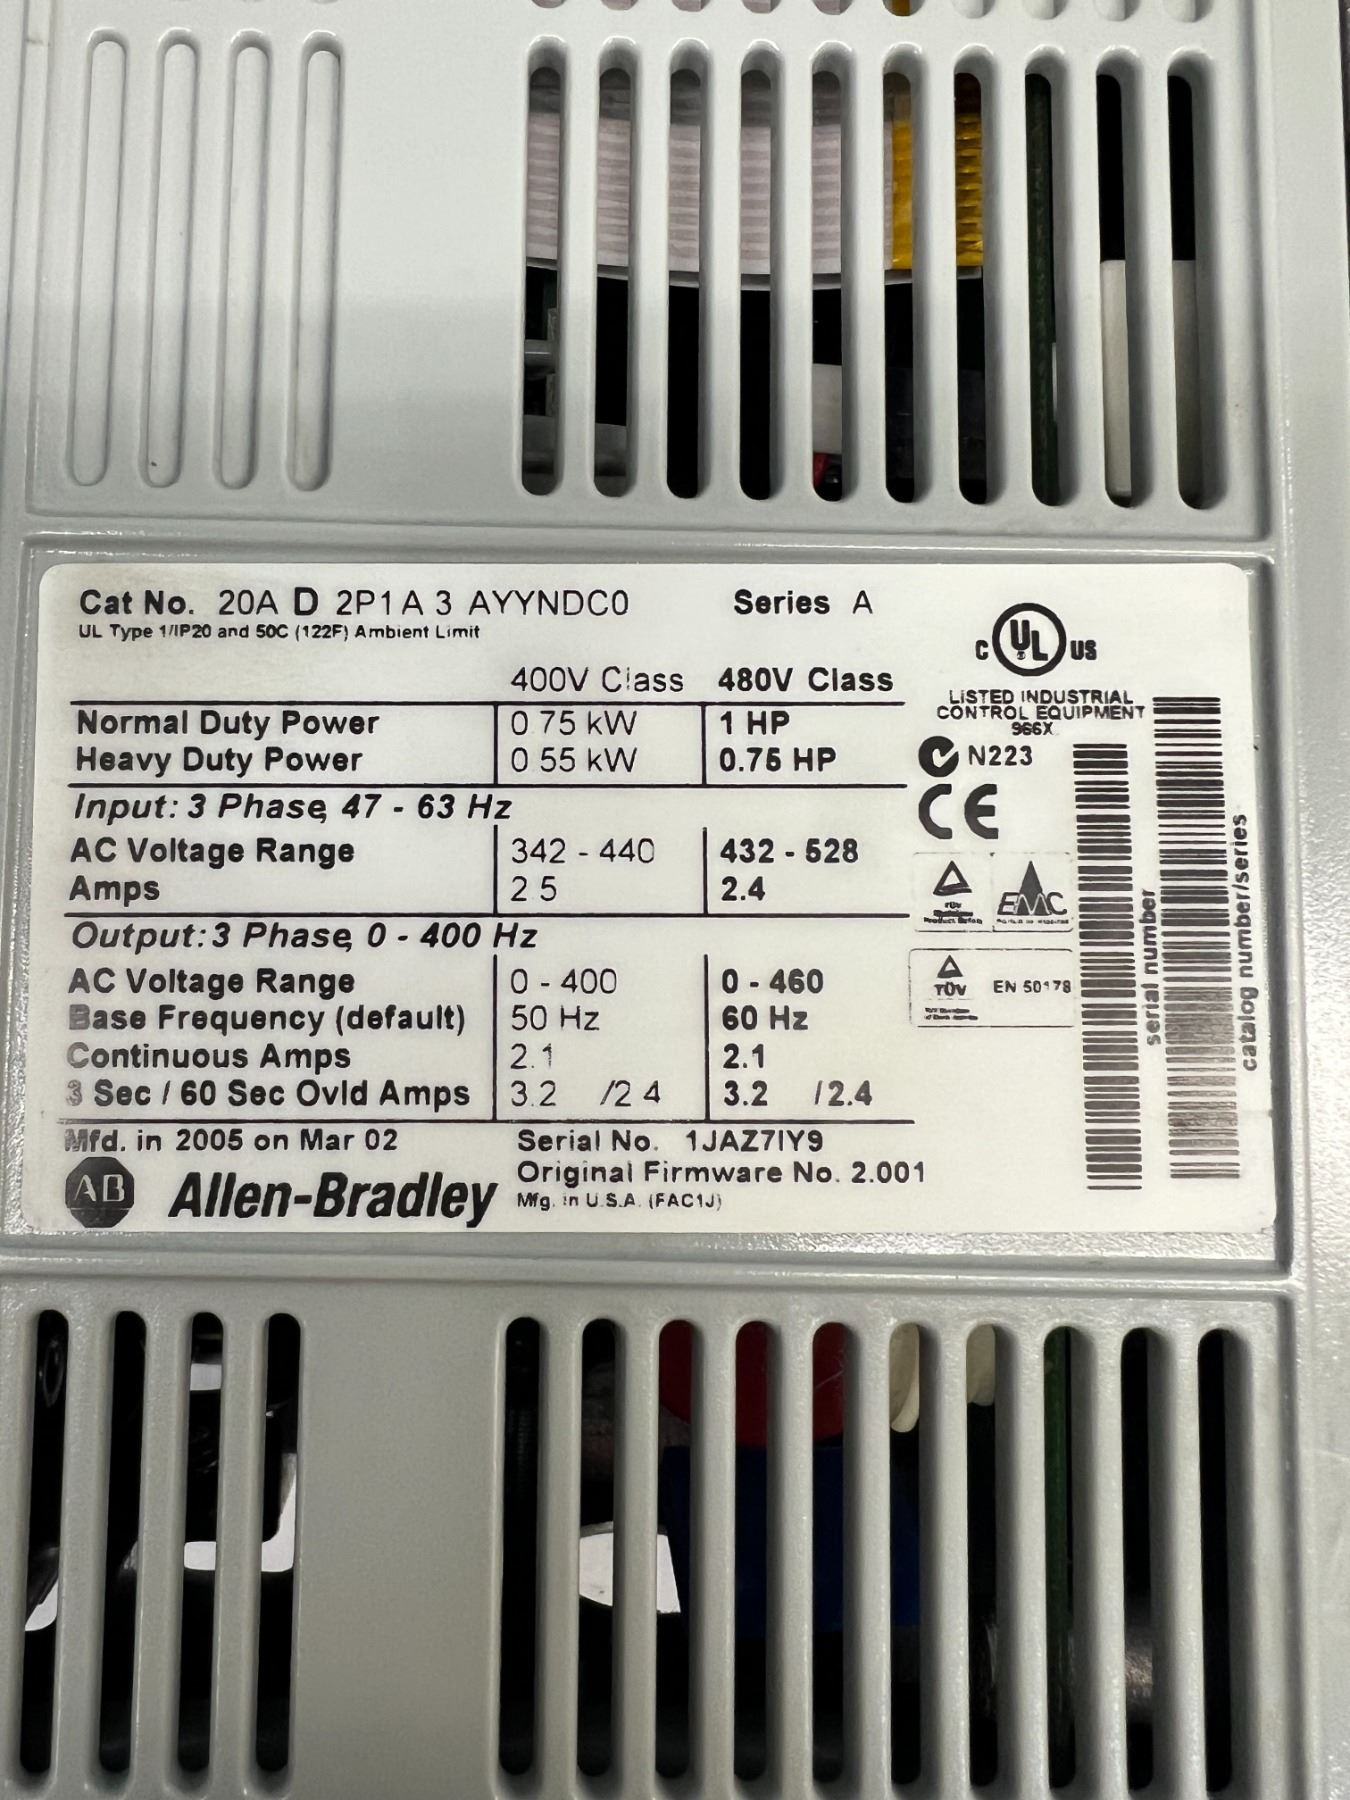 Cat No. 20A D 2P1A 3 AYYNDC0 Series A
UL Type 1/IP20 and 50C (122F) Ambient Limit
400V Class 480V Class
Normal Duty Power 0.75 kW 1 HP
Heavy Duty Power 0.55 kW 0.75 HP
Input: 3 Phase, 47 - 63 Hz
AC Voltage Range 342 - 440 432 - 528
Amps 2.5 2.4
Output: 3 Phase, 0 - 400 Hz
AC Voltage Range 0 - 400 0 - 460
Base Frequency (default) 50 Hz 60 Hz
Continuous Amps 2.1 2.1
3 Sec / 60 Sec Ovld Amps 3.2 /2.4 3.2 /2.4
Mfd. in 2005 on Mar 02 Serial No. 1JAZ7IY9
Original Firmware No. 2.001
AB Allen-Bradley Mfg. in U.S.A. (FAC1J)
C UL US
LISTED INDUSTRIAL
CONTROL EQUIPMENT
966X
N223
CE
TÜV
EMC
TÜV EN 50178
serial number
catalog number/series